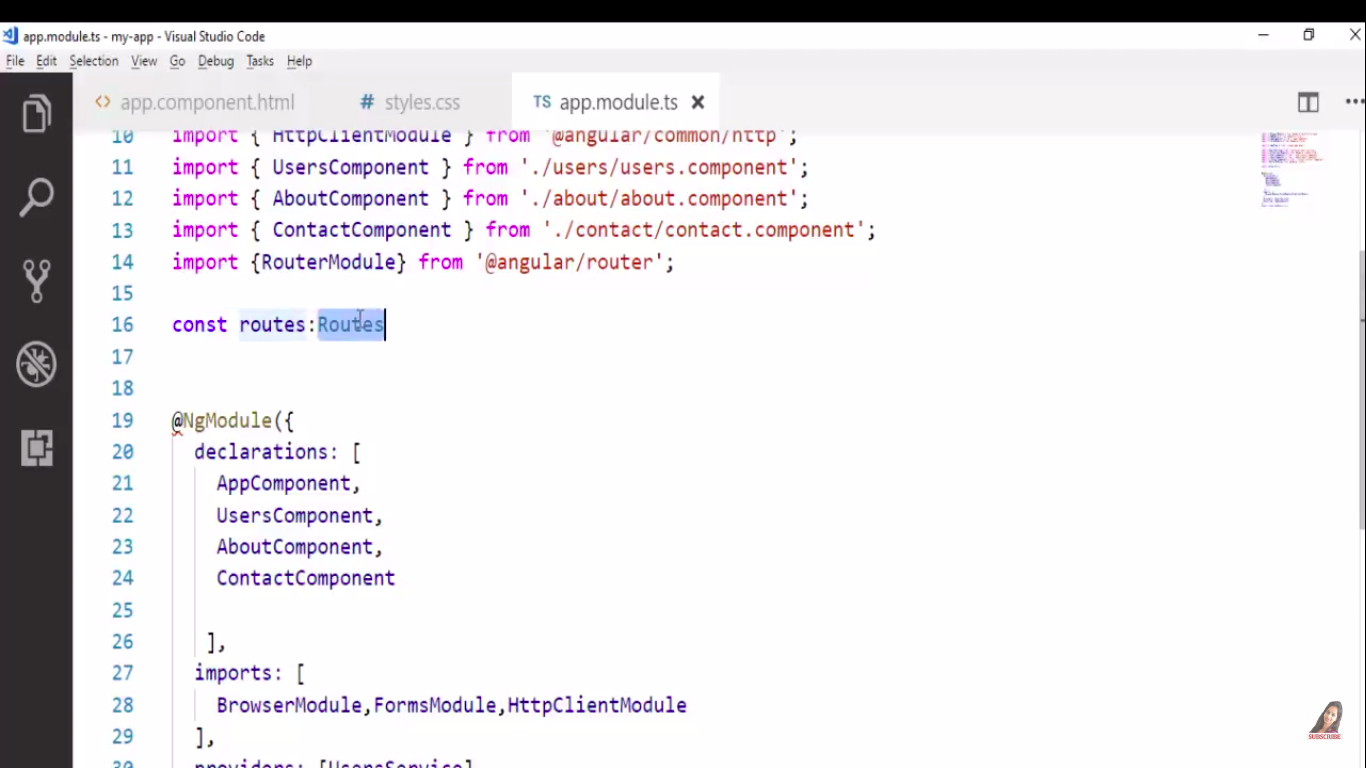 app.module.ts - my-app - Visual Studio Code
File Edit Selection View Go Debug Tasks Help
<> app.component.html # styles.css TS app.module.ts
10 import { HttpClientModule } from '@angular/common/http';
11 import { UsersComponent } from './users/users.component';
12 import { AboutComponent } from './about/about.component';
13 import { ContactComponent } from './contact/contact.component';
14 import {RouterModule} from '@angular/router';
15
16 const routes:Routes
17
18
19 @NgModule({
20 declarations: [
21 AppComponent,
22 UsersComponent,
23 AboutComponent,
24 ContactComponent
25
26 ],
27 imports: [
28 BrowserModule,FormsModule,HttpClientModule
29 ],
30 providers: [UsersService]
SUBSCRIBE